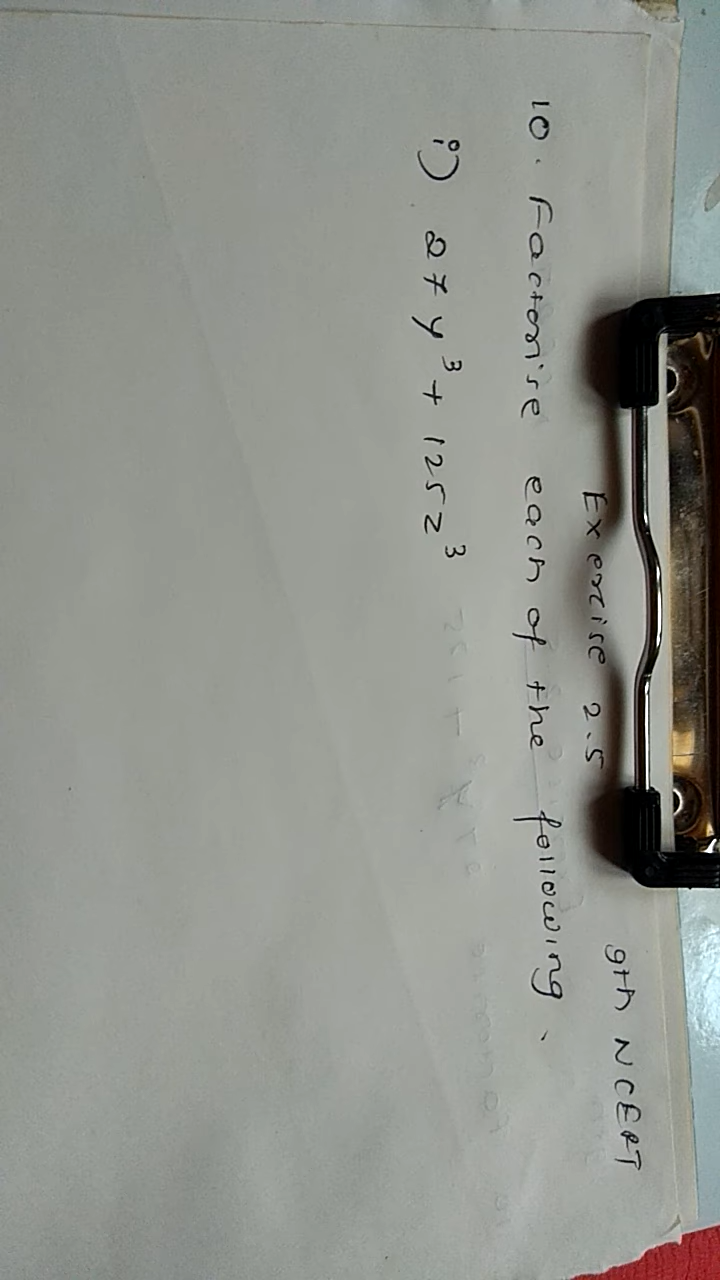 9th NCERT
Exercise 2.5
10. Factorise each of the following.
i) 27y³ + 125z³